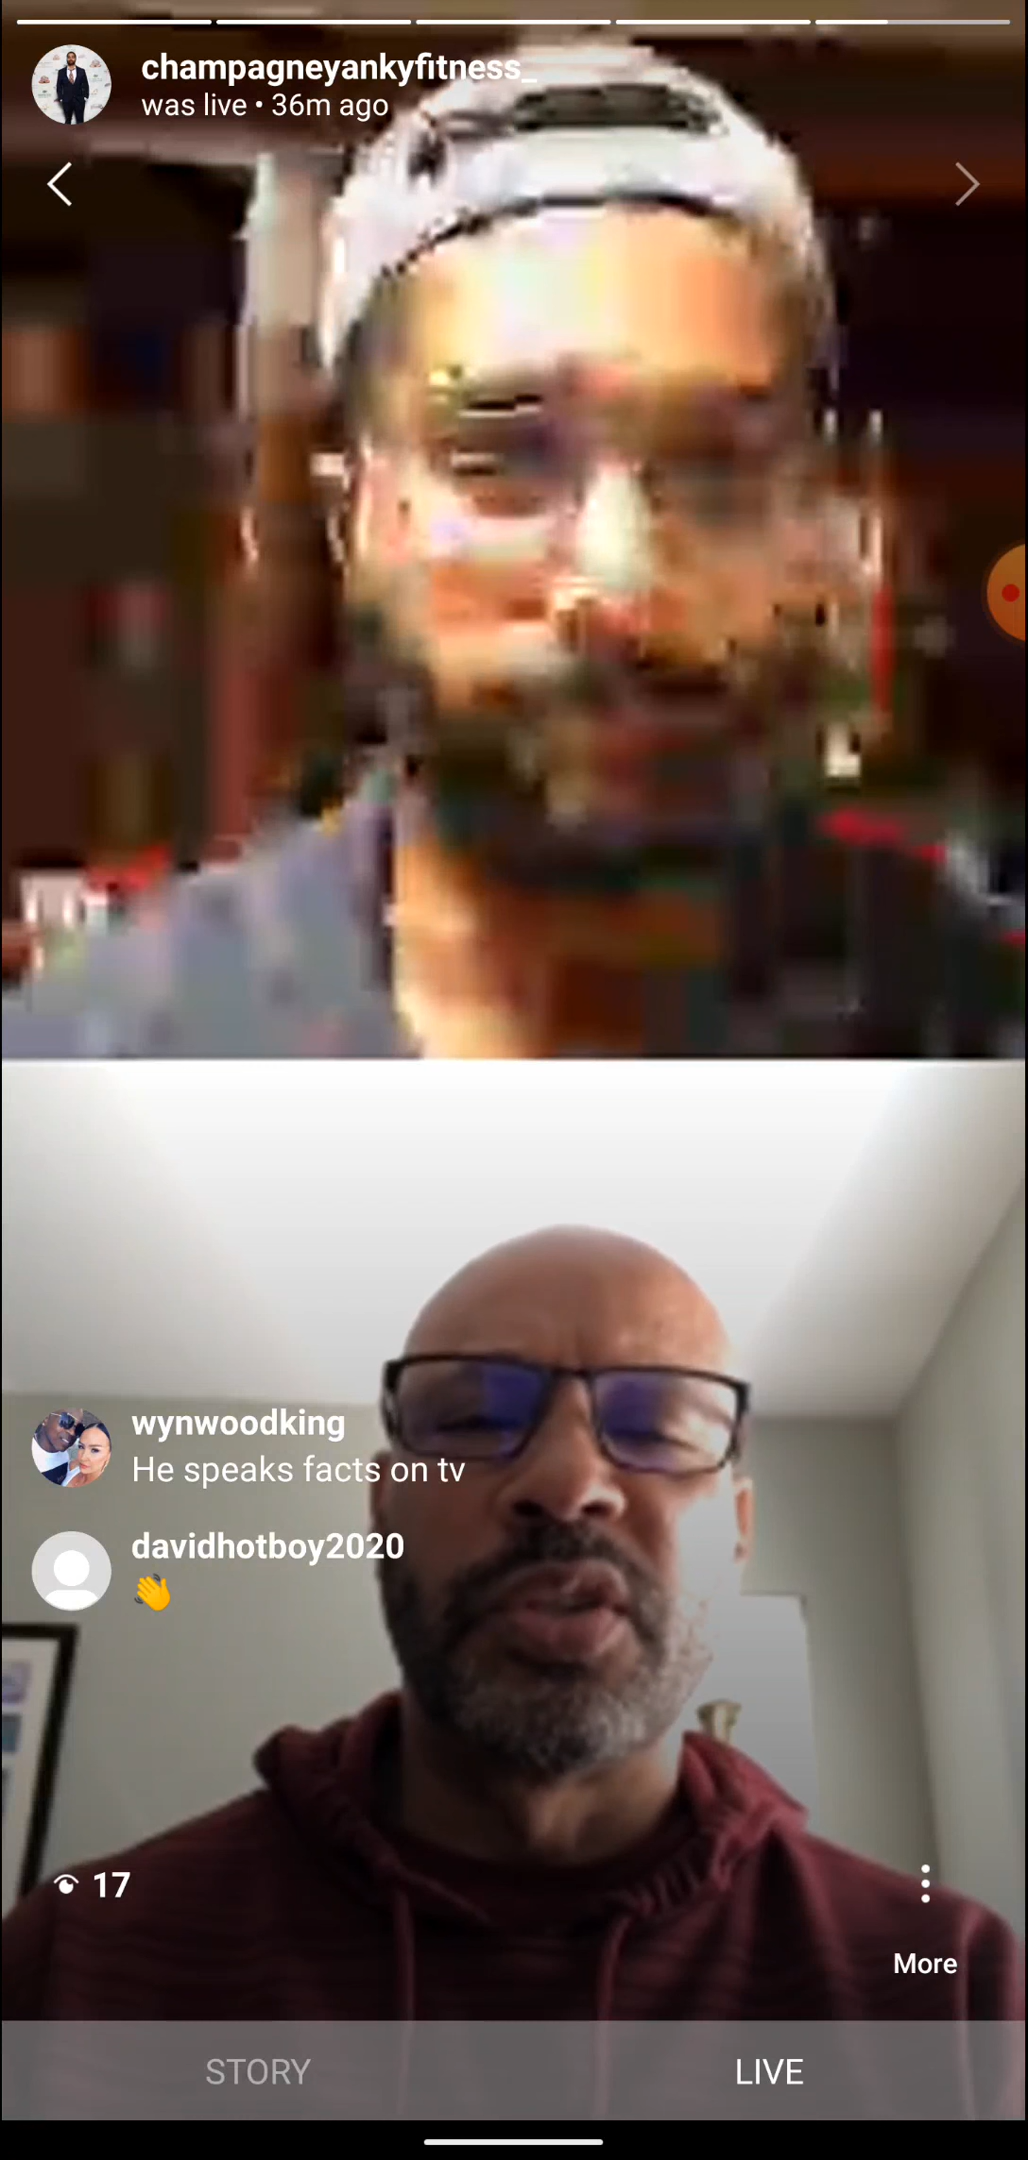 champagneyankyfitness_
was live • 36m ago
wynwoodking
He speaks facts on tv
davidhotboy2020
👋
17
More
STORY
LIVE